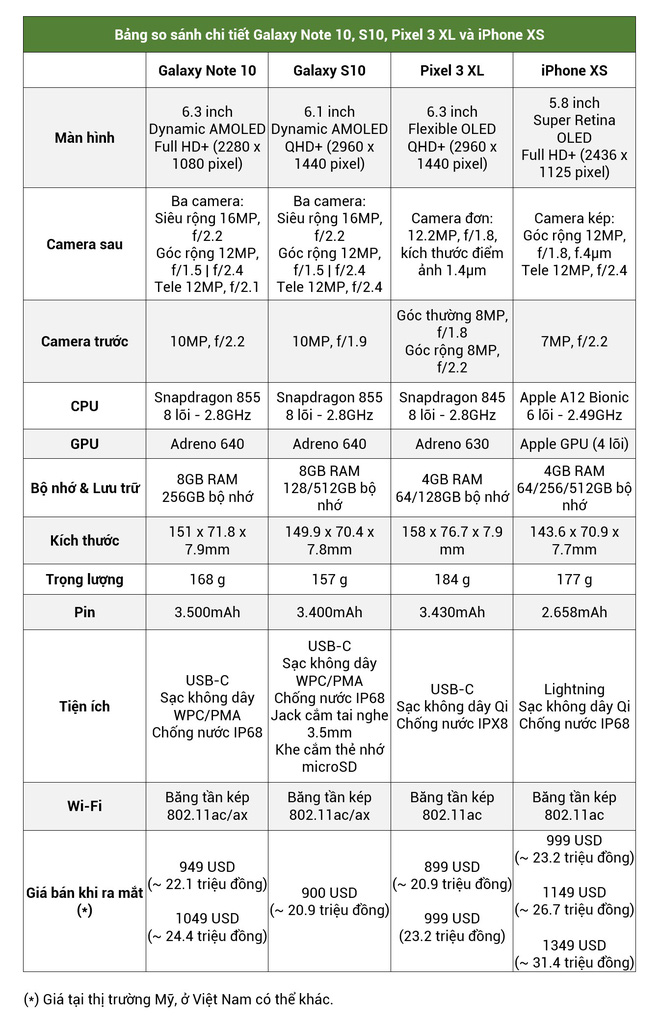 Bảng so sánh chi tiết Galaxy Note 10, S10, Pixel 3 XL và iPhone XS
Galaxy Note 10
Galaxy S10
Pixel 3 XL
iPhone XS
Màn hình
6.3 inch
Dynamic AMOLED
Full HD+ (2280 x
1080 pixel)
6.1 inch
Dynamic AMOLED
QHD+ (2960 x
1440 pixel)
6.3 inch
Flexible OLED
QHD+ (2960 x
1440 pixel)
5.8 inch
Super Retina
OLED
Full HD+ (2436 x
1125 pixel)
Camera sau
Ba camera:
Siêu rộng 16MP,
f/2.2
Góc rộng 12MP,
f/1.5 | f/2.4
Tele 12MP, f/2.1
Ba camera:
Siêu rộng 16MP,
f/2.2
Góc rộng 12MP,
f/1.5 | f/2.4
Tele 12MP, f/2.4
Camera đơn:
12.2MP, f/1.8,
kích thước điểm
ảnh 1.4μm
Camera kép:
Góc rộng 12MP,
f/1.8, f.4μm
Tele 12MP, f/2.4
Camera trước
10MP, f/2.2
10MP, f/1.9
Góc thường 8MP,
f/1.8
Góc rộng 8MP,
f/2.2
7MP, f/2.2
CPU
Snapdragon 855
8 lõi - 2.8GHz
Snapdragon 855
8 lõi - 2.8GHz
Snapdragon 845
8 lõi - 2.8GHz
Apple A12 Bionic
6 lõi - 2.49GHz
GPU
Adreno 640
Adreno 640
Adreno 630
Apple GPU (4 lõi)
Bộ nhớ & Lưu trữ
8GB RAM
256GB bộ nhớ
8GB RAM
128/512GB bộ
nhớ
4GB RAM
64/128GB bộ nhớ
4GB RAM
64/256/512GB bộ
nhớ
Kích thước
151 x 71.8 x
7.9mm
149.9 x 70.4 x
7.8mm
158 x 76.7 x 7.9
mm
143.6 x 70.9 x
7.7mm
Trọng lượng
168 g
157 g
184 g
177 g
Pin
3.500mAh
3.400mAh
3.430mAh
2.658mAh
Tiện ích
USB-C
Sạc không dây
WPC/PMA
Chống nước IP68
USB-C
Sạc không dây
WPC/PMA
Chống nước IP68
Jack cắm tai nghe
3.5mm
Khe cắm thẻ nhớ
microSD
USB-C
Sạc không dây Qi
Chống nước IPX8
Lightning
Sạc không dây Qi
Chống nước IP68
Wi-Fi
Băng tần kép
802.11ac/ax
Băng tần kép
802.11ac/ax
Băng tần kép
802.11ac
Băng tần kép
802.11ac
Giá bán khi ra mắt
(*)
949 USD
(~ 22.1 triệu đồng)
1049 USD
(~ 24.4 triệu đồng)
900 USD
(~ 20.9 triệu đồng)
899 USD
(~ 20.9 triệu đồng)
999 USD
(23.2 triệu đồng)
999 USD
(~ 23.2 triệu đồng)
1149 USD
(~ 26.7 triệu đồng)
1349 USD
(~ 31.4 triệu đồng)
(*) Giá tại thị trường Mỹ, ở Việt Nam có thể khác.